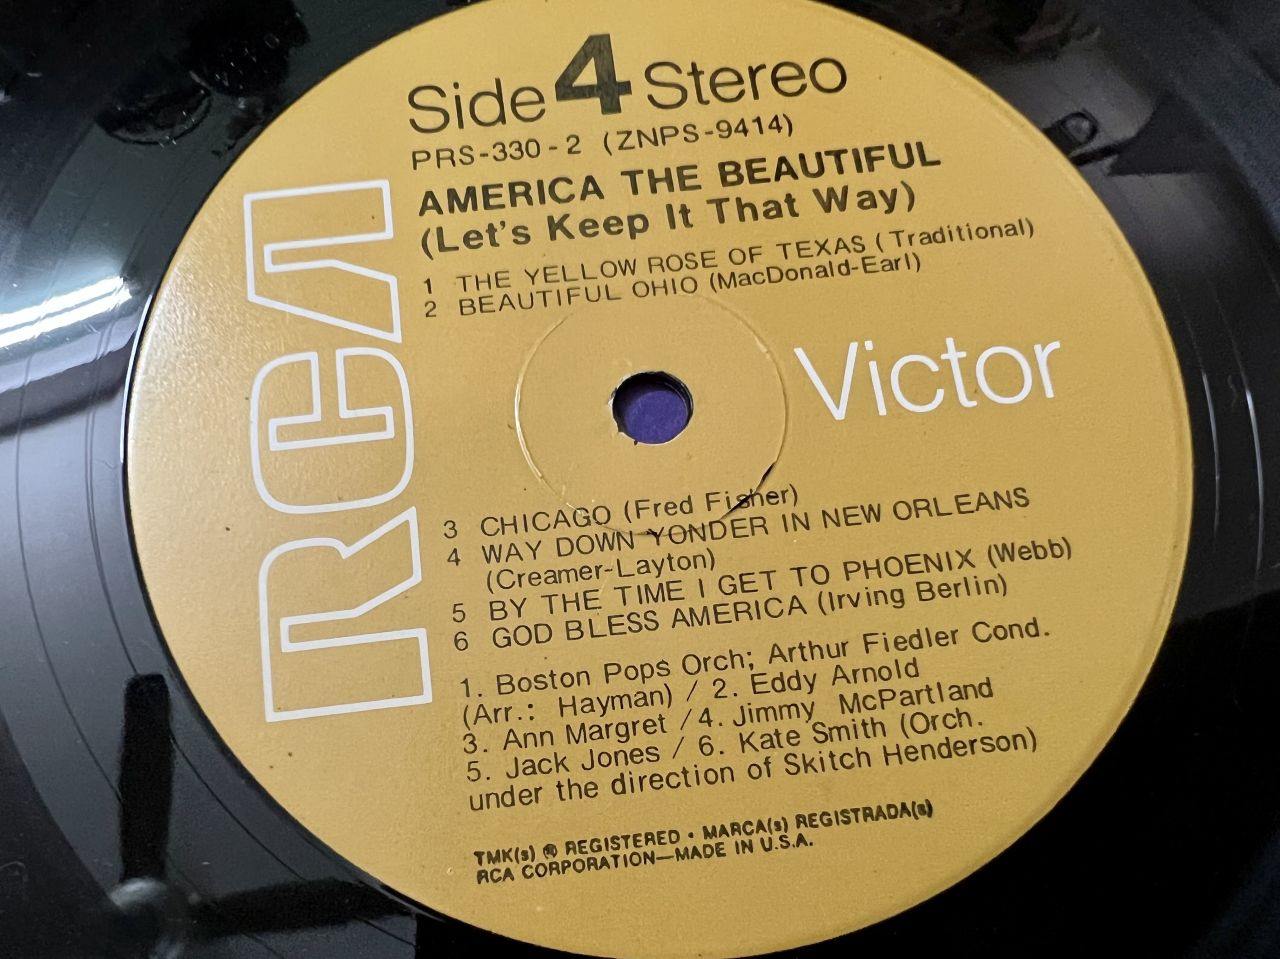 Side 4 Stereo
PRS-330-2 (ZNPS-9414)
AMERICA THE BEAUTIFUL
(Let's Keep It That Way)
1 THE YELLOW ROSE OF TEXAS (Traditional)
2 BEAUTIFUL OHIO (MacDonald-Earl)
RCA
Victor
3 CHICAGO (Fred Fisher)
4 WAY DOWN YONDER IN NEW ORLEANS
(Creamer-Layton)
5 BY THE TIME I GET TO PHOENIX (Webb)
6 GOD BLESS AMERICA (Irving Berlin)
1. Boston Pops Orch; Arthur Fiedler Cond.
(Arr.: Hayman) / 2. Eddy Arnold
3. Ann Margret / 4. Jimmy McPartland
5. Jack Jones / 6. Kate Smith (Orch.
under the direction of Skitch Henderson)
TMK(s) ® REGISTERED • MARCA(s) REGISTRADA(s)
RCA CORPORATION—MADE IN U.S.A.